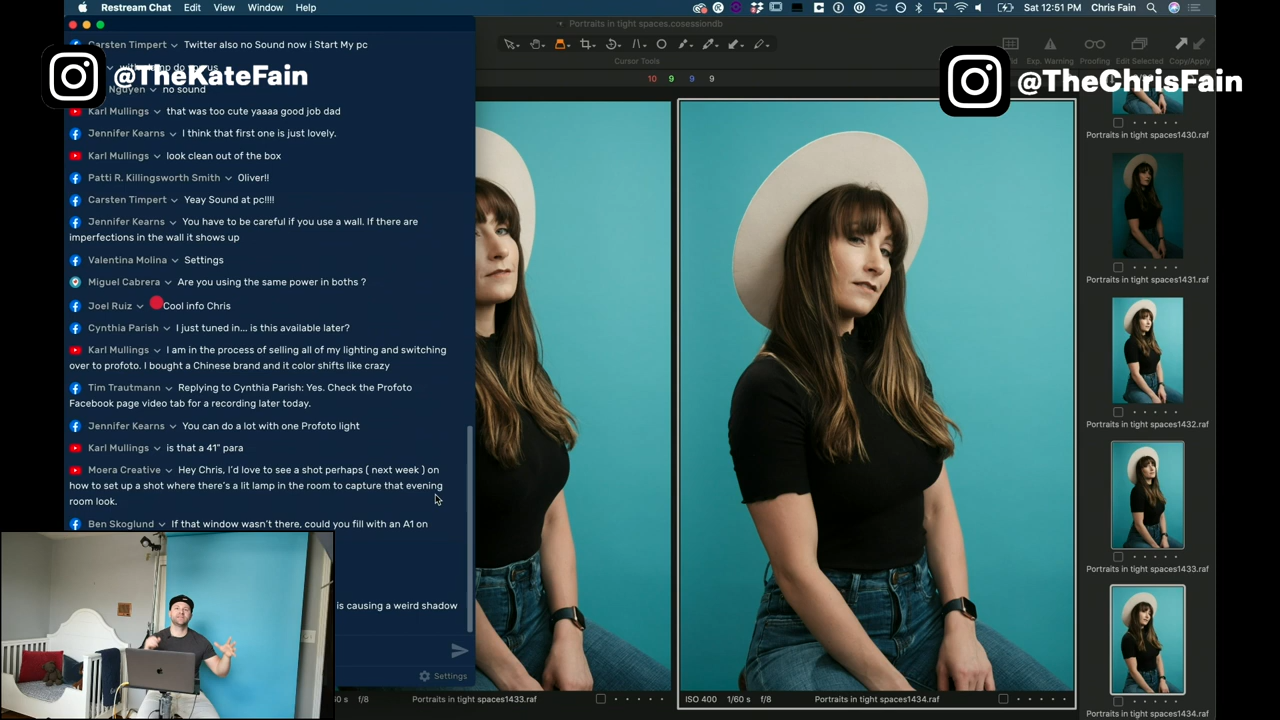 Restream Chat Edit View Window Help
Sat 12:51 PM Chris Fain
Portraits in tight spaces.cosessiondb
Cursor Tools
Exp. Warning Proofing Edit Selected Copy/Apply
10 9 9 9
@TheKateFain
@TheChrisFain
Carsten Timpert Twitter also no Sound now i Start My pc
Nguyen no sound
Karl Mullings that was too cute yaaaa good job dad
Jennifer Kearns I think that first one is just lovely.
Karl Mullings look clean out of the box
Patti R. Killingsworth Smith Oliver!!
Carsten Timpert Yeay Sound at pc!!!!
Jennifer Kearns You have to be careful if you use a wall. If there are
imperfections in the wall it shows up
Valentina Molina Settings
Miguel Cabrera Are you using the same power in boths ?
Joel Ruiz Cool info Chris
Cynthia Parish I just tuned in... is this available later?
Karl Mullings I am in the process of selling all of my lighting and switching
over to profoto. I bought a Chinese brand and it color shifts like crazy
Tim Trautmann Replying to Cynthia Parish: Yes. Check the Profoto
Facebook page video tab for a recording later today.
Jennifer Kearns You can do a lot with one Profoto light
Karl Mullings is that a 41" para
Moera Creative Hey Chris, I'd love to see a shot perhaps ( next week ) on
how to set up a shot where there's a lit lamp in the room to capture that evening
room look.
Ben Skoglund If that window wasn't there, could you fill with an A1 on
is causing a weird shadow
Settings
0 s f/8 Portraits in tight spaces1433.raf
ISO 400 1/60 s f/8 Portraits in tight spaces1434.raf
Portraits in tight spaces1430.raf
Portraits in tight spaces1431.raf
Portraits in tight spaces1432.raf
Portraits in tight spaces1433.raf
Portraits in tight spaces1434.raf